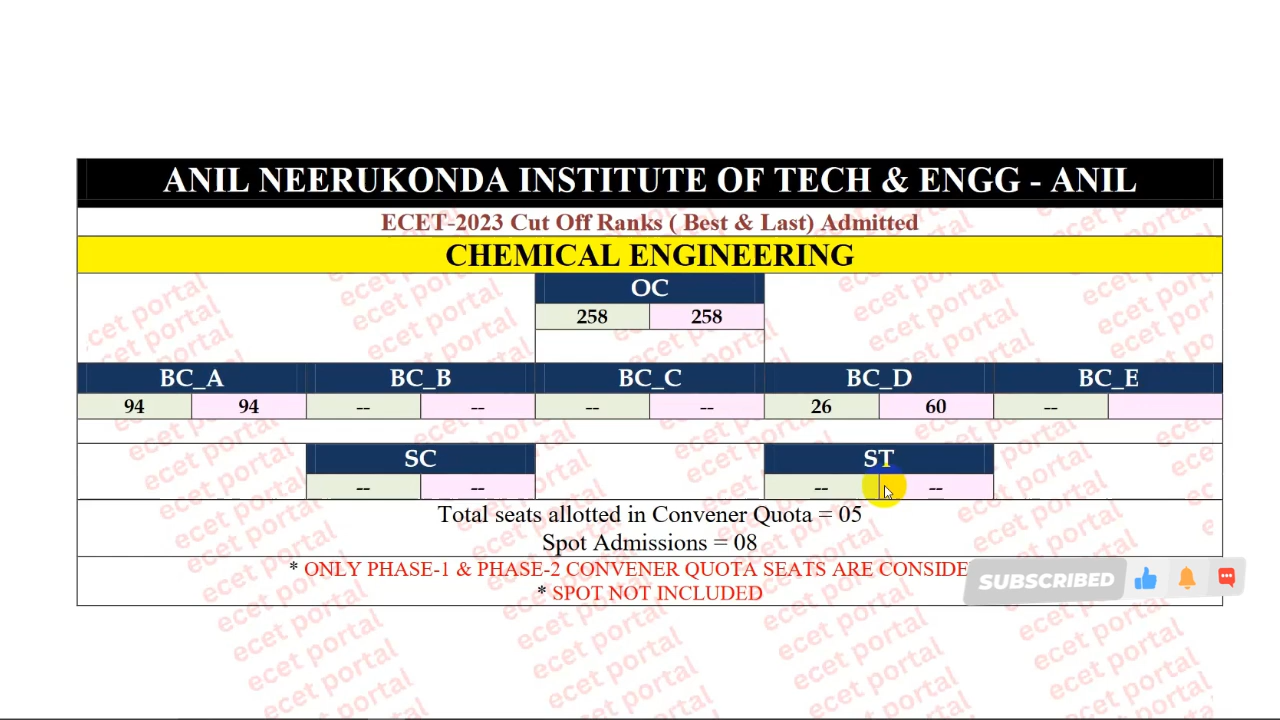 ANIL NEERUKONDA INSTITUTE OF TECH & ENGG - ANIL
ECET-2023 Cut Off Ranks ( Best & Last) Admitted
CHEMICAL ENGINEERING
OC
258 258
BC_A BC_B BC_C BC_D BC_E
94 94 -- -- -- -- 26 60 --
SC ST
-- -- -- --
Total seats allotted in Convener Quota = 05
Spot Admissions = 08
* ONLY PHASE-1 & PHASE-2 CONVENER QUOTA SEATS ARE
SUBSCRIBED
* SPOT NOT INCLUDED
ecet portal